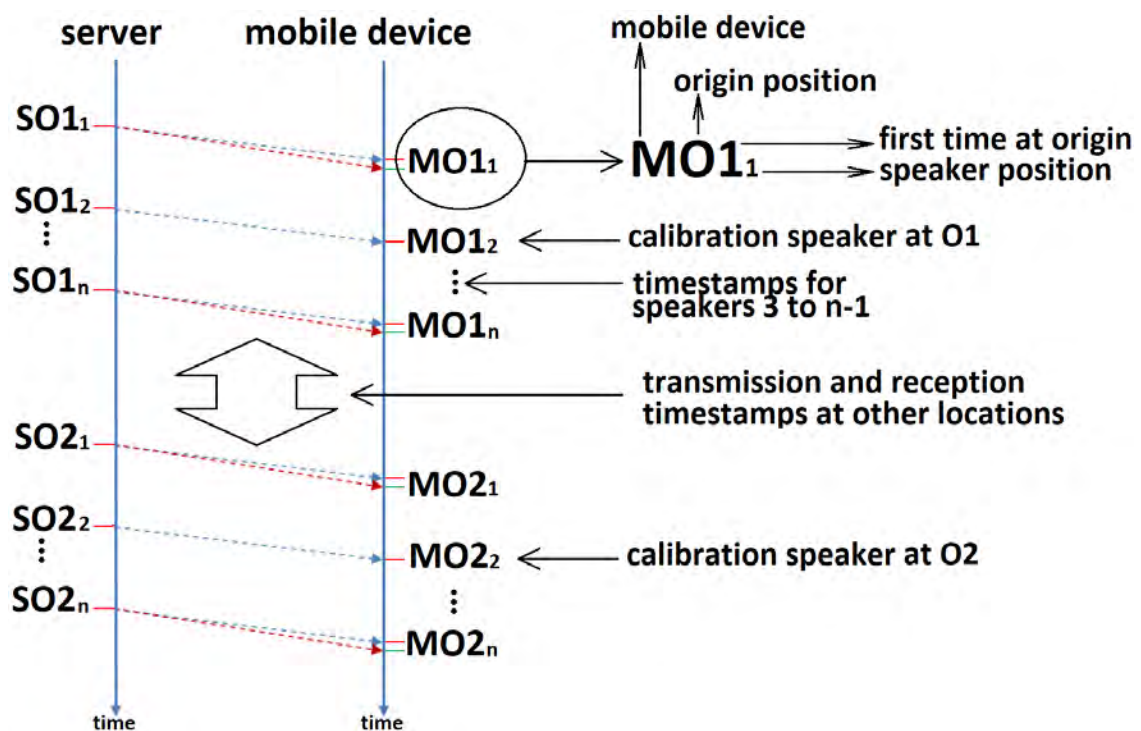 server
mobile device
mobile device
origin position
SO1₁
MO1₁
MO1₁
first time at origin
speaker position
SO1₂
MO1₂
calibration speaker at O1
SO1ₙ
timestamps for
speakers 3 to n-1
MO1ₙ
transmission and reception
timestamps at other locations
SO2₁
MO2₁
SO2₂
MO2₂
calibration speaker at O2
SO2ₙ
MO2ₙ
time
time